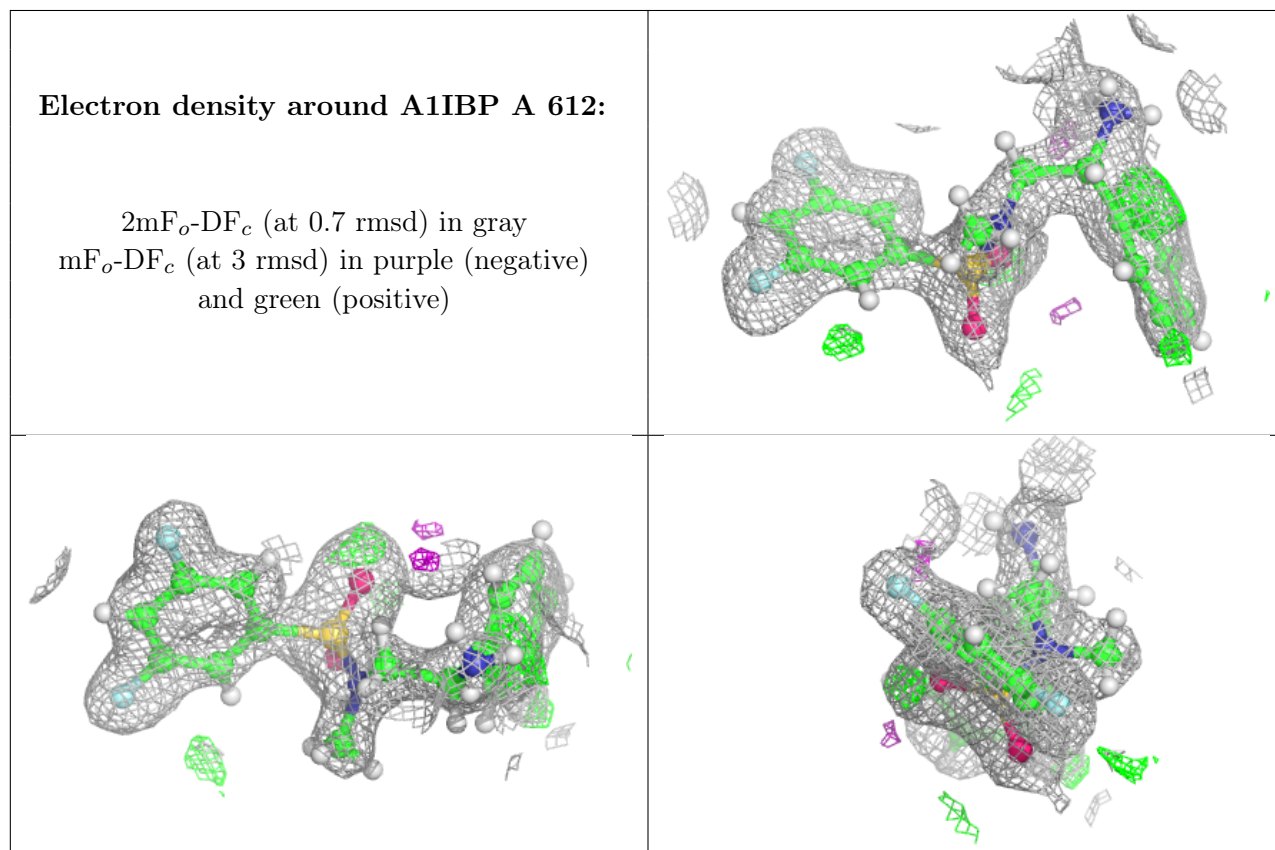 Electron density around A1IBP A 612:
2mFo-DFc (at 0.7 rmsd) in gray
mFo-DFc (at 3 rmsd) in purple (negative)
and green (positive)